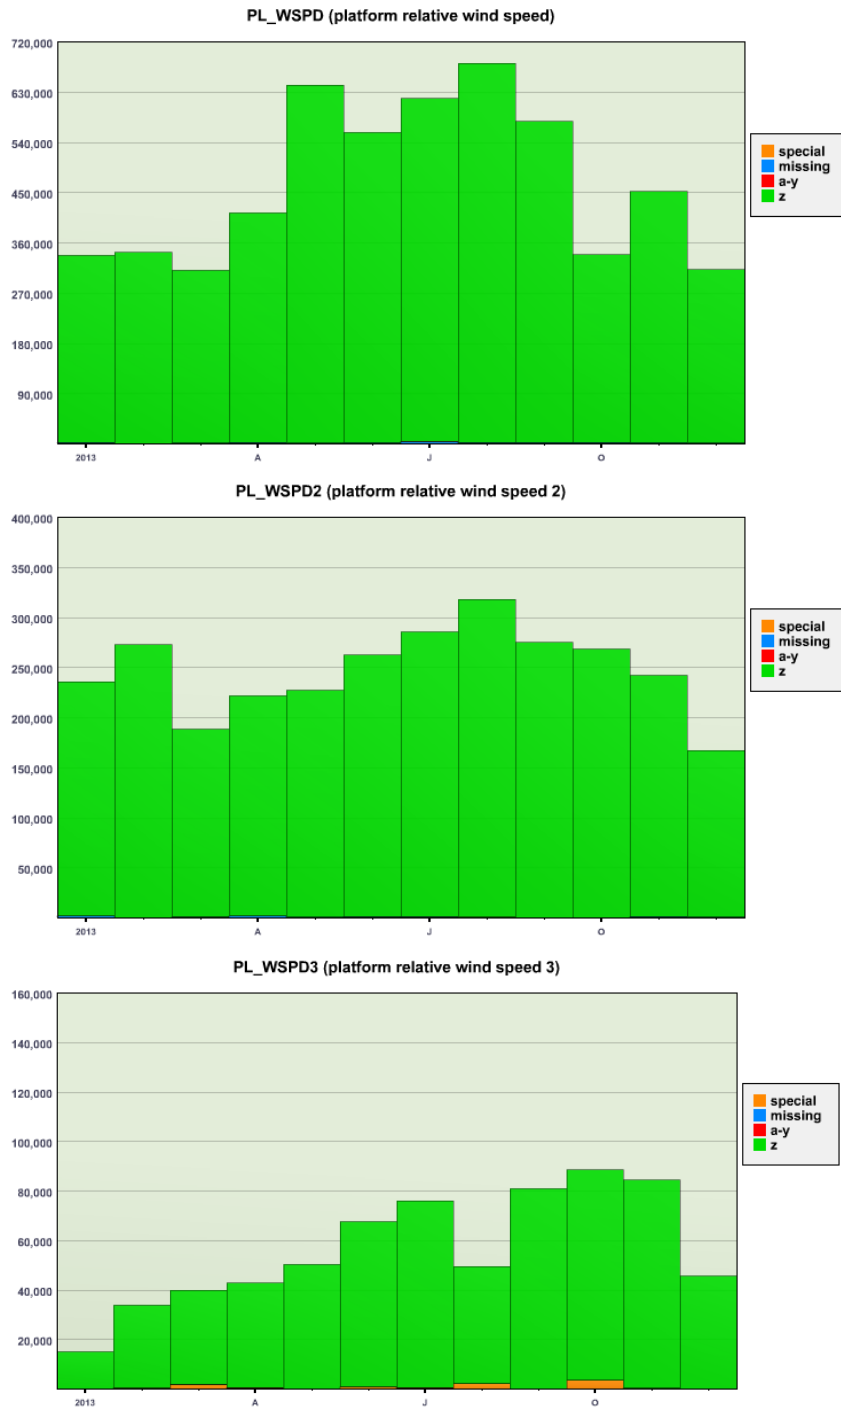 PL_WSPD (platform relative wind speed)
720,000
630,000
540,000
450,000
360,000
270,000
180,000
90,000
special
missing
a-y
z
2013 A J O
PL_WSPD2 (platform relative wind speed 2)
400,000
350,000
300,000
250,000
200,000
150,000
100,000
50,000
special
missing
a-y
z
2013 A J O
PL_WSPD3 (platform relative wind speed 3)
160,000
140,000
120,000
100,000
80,000
60,000
40,000
20,000
special
missing
a-y
z
2013 A J O